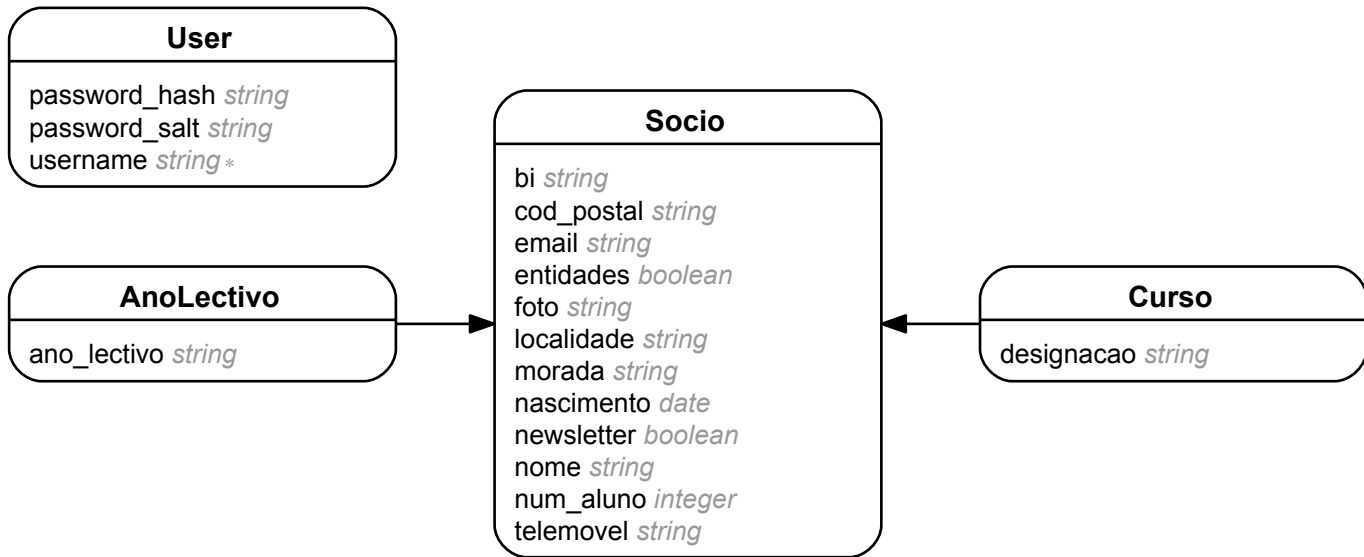 User
password_hash string
password_salt string
username string *
AnoLectivo
ano_lectivo string
Socio
bi string
cod_postal string
email string
entidades boolean
foto string
localidade string
morada string
nascimento date
newsletter boolean
nome string
num_aluno integer
telemovel string
Curso
designacao string